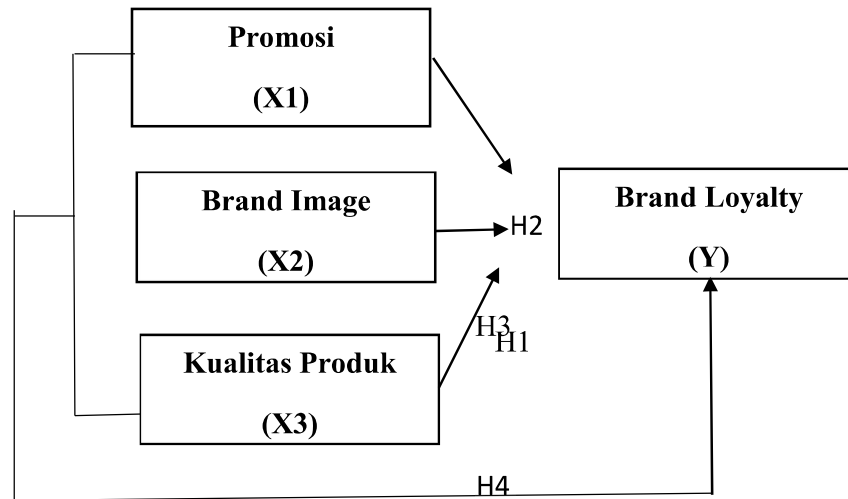 Promosi
(X1)
Brand Image
(X2)
H2
Brand Loyalty
(Y)
H3
H1
Kualitas Produk
(X3)
H4